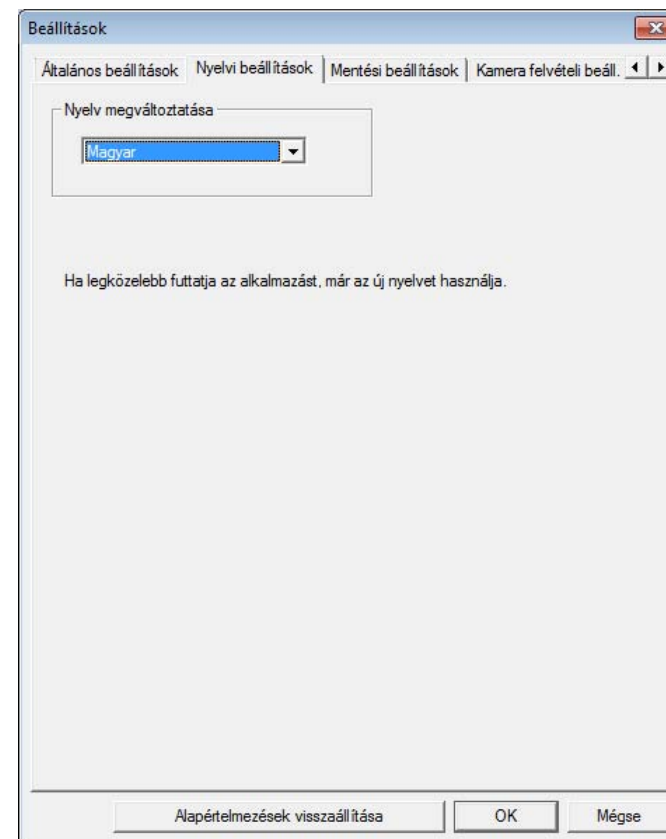 Beállítások
Általános beállítások Nyelvi beállítások Mentési beállítások Kamera felvételi beáll.
Nyelv megváltoztatása
Magyar
Ha legközelebb futtatja az alkalmazást, már az új nyelvet használja.
Alapértelmezések visszaállítása OK Mégse